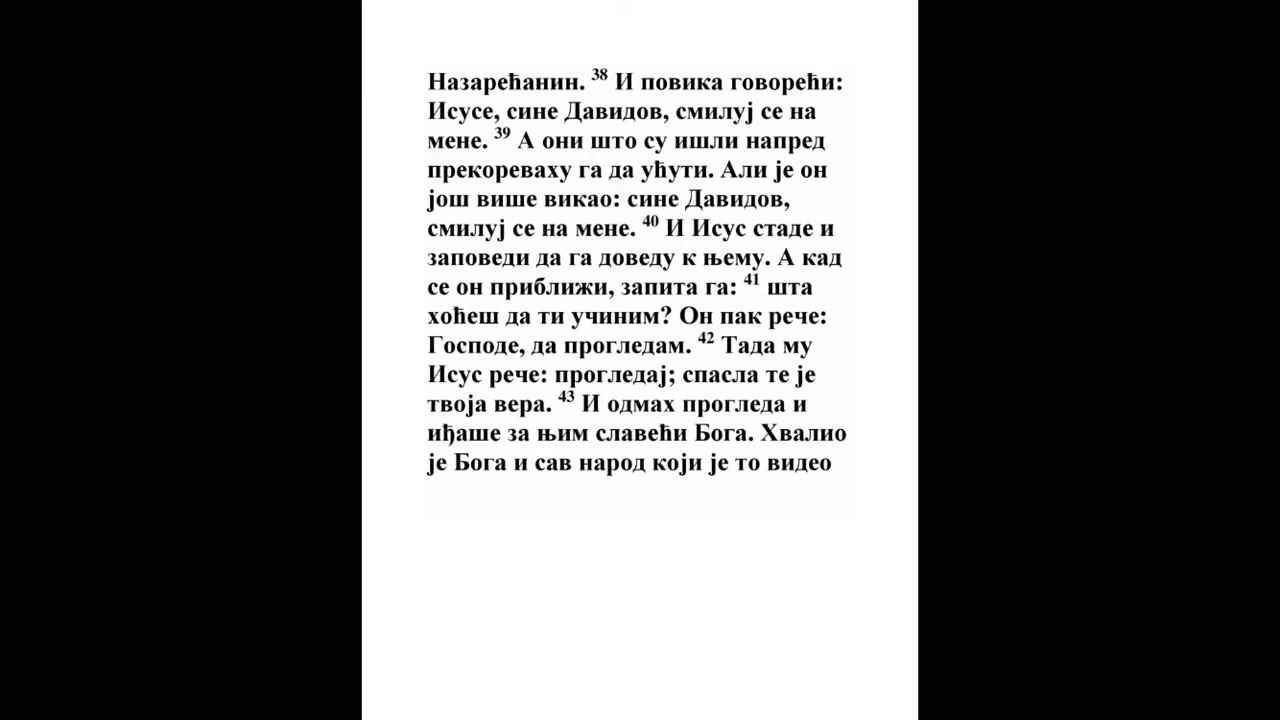 Назарећанин. 38 И повика говорећи:
Исусе, сине Давидов, смилуј се на
мене. 39 А они што су ишли напред
прекореваху га да ућути. Али је он
још више викао: сине Давидов,
смилуј се на мене. 40 И Исус стаде и
заповеди да га доведу к њему. А кад
се он приближи, запита га: 41 шта
хоћеш да ти учиним? Он пак рече:
Господе, да прогледам. 42 Тада му
Исус рече: прогледај; спасла те је
твоја вера. 43 И одмах прогледа и
иђаше за њим славећи Бога. Хвалио
је Бога и сав народ који је то видео